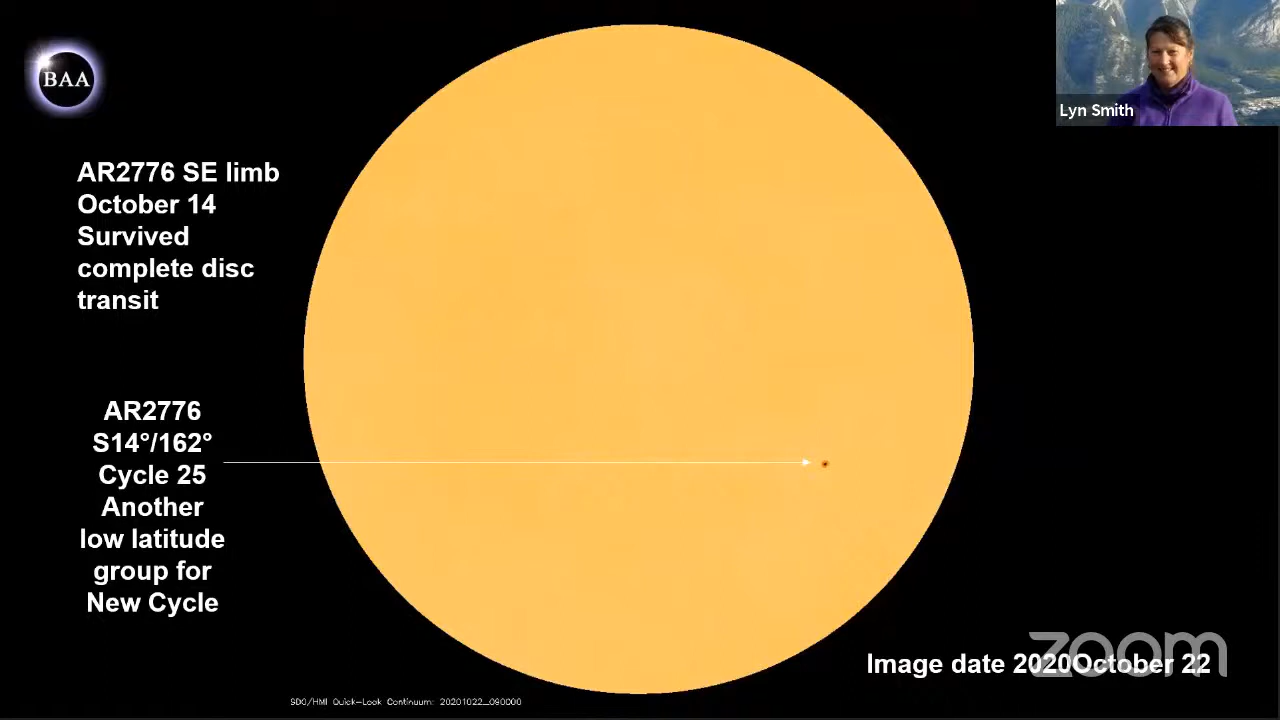 BAA
Lyn Smith
AR2776 SE limb
October 14
Survived
complete disc
transit
AR2776
S14°/162°
Cycle 25
Another
low latitude
group for
New Cycle
zoom
Image date 2020October 22
SDO/HMI Quick-Look Continuum: 20201022_090000